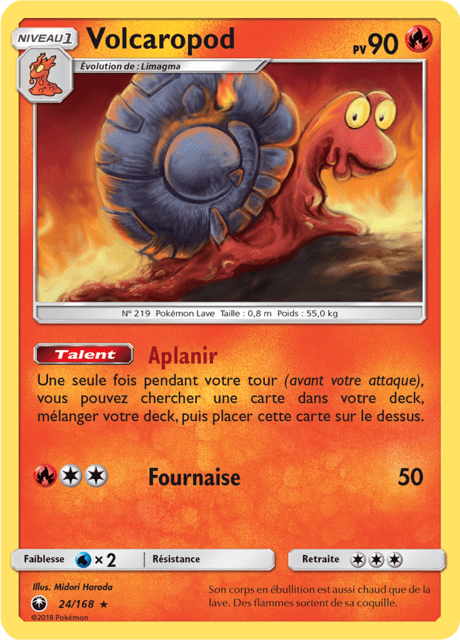 NIVEAU 1
Volcaropod
PV 90
Évolution de : Limagma
N° 219 Pokémon Lave Taille : 0,8 m Poids : 55,0 kg
Talent Aplanir
Une seule fois pendant votre tour (avant votre attaque),
vous pouvez chercher une carte dans votre deck,
mélanger votre deck, puis placer cette carte sur le dessus.
Fournaise 50
Faiblesse × 2 Résistance Retraite
Illus. Midori Harada
24/168 ★
©2018 Pokémon
Son corps en ébullition est aussi chaud que de la
lave. Des flammes sortent de sa coquille.